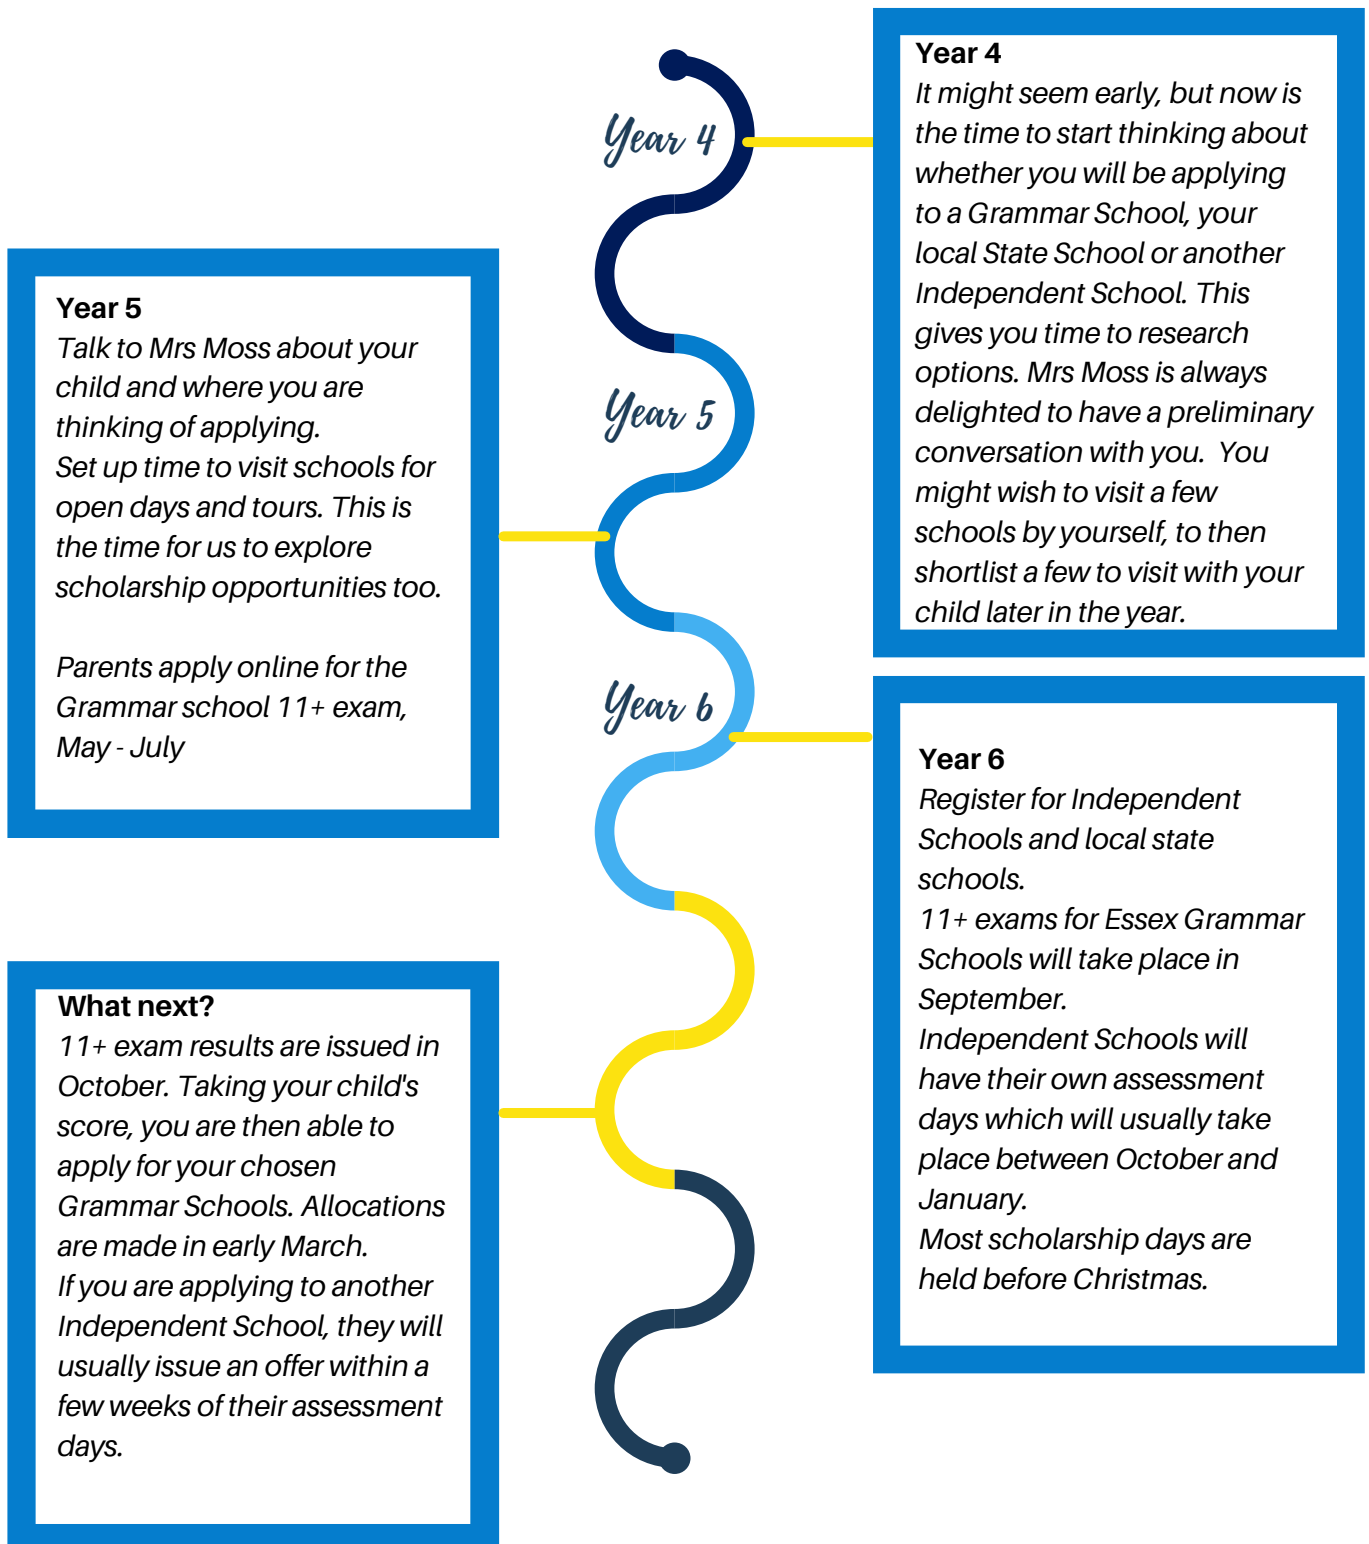 Year 4
Year 4
It might seem early, but now is
the time to start thinking about
whether you will be applying
to a Grammar School, your
local State School or another
Independent School. This
gives you time to research
options. Mrs Moss is always
delighted to have a preliminary
conversation with you.  You
might wish to visit a few
schools by yourself, to then
shortlist a few to visit with your
child later in the year.
Year 5
Year 5
Talk to Mrs Moss about your
child and where you are
thinking of applying.
Set up time to visit schools for
open days and tours. This is
the time for us to explore
scholarship opportunities too.
Parents apply online for the
Grammar school 11+ exam,
May - July
Year 6
Year 6
Register for Independent
Schools and local state
schools.
11+ exams for Essex Grammar
Schools will take place in
September.
Independent Schools will
have their own assessment
days which will usually take
place between October and
January.
Most scholarship days are
held before Christmas.
What next?
11+ exam results are issued in
October. Taking your child's
score, you are then able to
apply for your chosen
Grammar Schools. Allocations
are made in early March.
If you are applying to another
Independent School, they will
usually issue an offer within a
few weeks of their assessment
days.